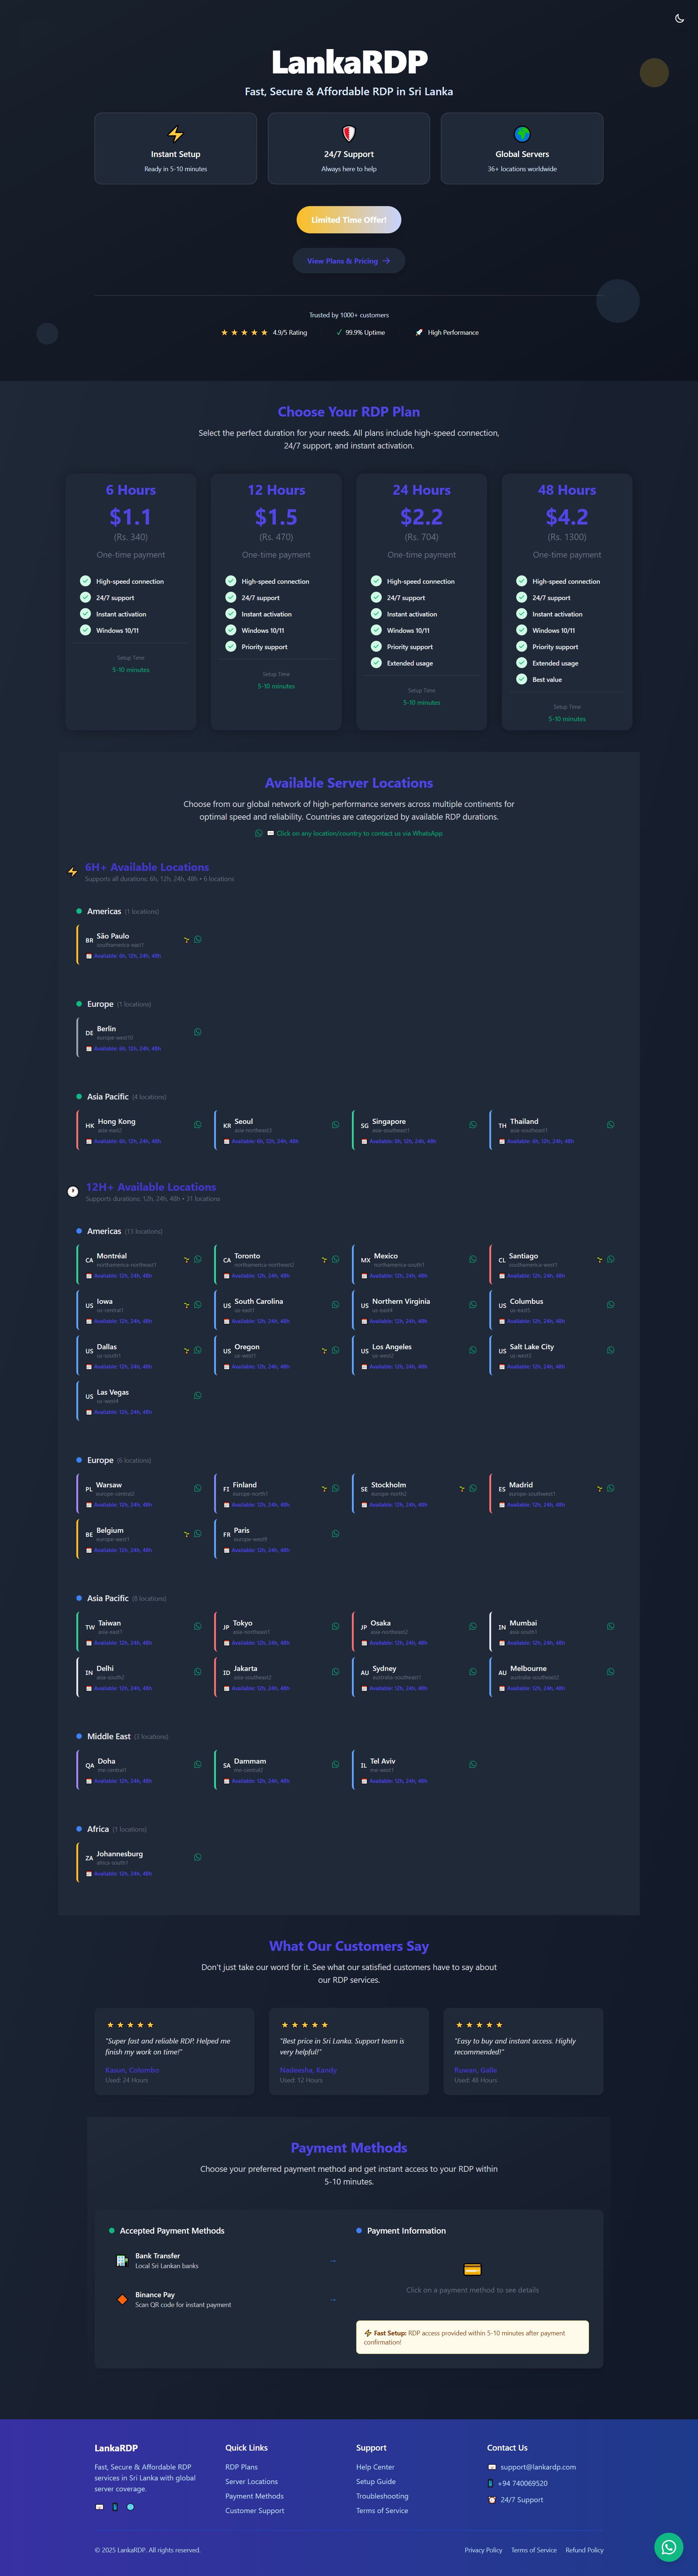 LankaRDP
Fast, Secure & Affordable RDP in Sri Lanka
Instant Setup
Ready in 5-10 minutes
24/7 Support
Always here to help
Global Servers
36+ locations worldwide
Limited Time Offer!
View Plans & Pricing →
Trusted by 1000+ customers
★ ★ ★ ★ ★ 4.9/5 Rating
✓ 99.9% Uptime
High Performance
Choose Your RDP Plan
Select the perfect duration for your needs. All plans include high-speed connection,
24/7 support, and instant activation.
6 Hours
$1.1
(Rs. 340)
One-time payment
High-speed connection
24/7 support
Instant activation
Windows 10/11
Setup Time
5-10 minutes
12 Hours
$1.5
(Rs. 470)
One-time payment
High-speed connection
24/7 support
Instant activation
Windows 10/11
Priority support
Setup Time
5-10 minutes
24 Hours
$2.2
(Rs. 704)
One-time payment
High-speed connection
24/7 support
Instant activation
Windows 10/11
Priority support
Extended usage
Setup Time
5-10 minutes
48 Hours
$4.2
(Rs. 1300)
One-time payment
High-speed connection
24/7 support
Instant activation
Windows 10/11
Priority support
Extended usage
Best value
Setup Time
5-10 minutes
Available Server Locations
Choose from our global network of high-performance servers across multiple continents for
optimal speed and reliability. Countries are categorized by available RDP durations.
Click on any location/country to contact us via WhatsApp
6H+ Available Locations
Supports all durations: 6h, 12h, 24h, 48h • 6 locations
Americas (1 locations)
BR São Paulo
southamerica-east1
Available: 6h, 12h, 24h, 48h
Europe (1 locations)
DE Berlin
europe-west10
Available: 6h, 12h, 24h, 48h
Asia Pacific (4 locations)
HK Hong Kong
asia-east2
Available: 6h, 12h, 24h, 48h
KR Seoul
asia-northeast3
Available: 6h, 12h, 24h, 48h
SG Singapore
asia-southeast1
Available: 6h, 12h, 24h, 48h
TH Thailand
asia-southeast1
Available: 6h, 12h, 24h, 48h
12H+ Available Locations
Supports durations: 12h, 24h, 48h • 31 locations
Americas (13 locations)
CA Montréal
northamerica-northeast1
Available: 12h, 24h, 48h
CA Toronto
northamerica-northeast2
Available: 12h, 24h, 48h
MX Mexico
northamerica-south1
Available: 12h, 24h, 48h
CL Santiago
southamerica-west1
Available: 12h, 24h, 48h
US Iowa
us-central1
Available: 12h, 24h, 48h
US South Carolina
us-east1
Available: 12h, 24h, 48h
US Northern Virginia
us-east4
Available: 12h, 24h, 48h
US Columbus
us-east5
Available: 12h, 24h, 48h
US Dallas
us-south1
Available: 12h, 24h, 48h
US Oregon
us-west1
Available: 12h, 24h, 48h
US Los Angeles
us-west2
Available: 12h, 24h, 48h
US Salt Lake City
us-west3
Available: 12h, 24h, 48h
US Las Vegas
us-west4
Available: 12h, 24h, 48h
Europe (6 locations)
PL Warsaw
europe-central2
Available: 12h, 24h, 48h
FI Finland
europe-north1
Available: 12h, 24h, 48h
SE Stockholm
europe-north2
Available: 12h, 24h, 48h
ES Madrid
europe-southwest1
Available: 12h, 24h, 48h
BE Belgium
europe-west1
Available: 12h, 24h, 48h
FR Paris
europe-west9
Available: 12h, 24h, 48h
Asia Pacific (8 locations)
TW Taiwan
asia-east1
Available: 12h, 24h, 48h
JP Tokyo
asia-northeast1
Available: 12h, 24h, 48h
JP Osaka
asia-northeast2
Available: 12h, 24h, 48h
IN Mumbai
asia-south1
Available: 12h, 24h, 48h
IN Delhi
asia-south2
Available: 12h, 24h, 48h
ID Jakarta
asia-southeast2
Available: 12h, 24h, 48h
AU Sydney
australia-southeast1
Available: 12h, 24h, 48h
AU Melbourne
australia-southeast2
Available: 12h, 24h, 48h
Middle East (3 locations)
QA Doha
me-central1
Available: 12h, 24h, 48h
SA Dammam
me-central2
Available: 12h, 24h, 48h
IL Tel Aviv
me-west1
Available: 12h, 24h, 48h
Africa (1 locations)
ZA Johannesburg
africa-south1
Available: 12h, 24h, 48h
What Our Customers Say
Don't just take our word for it. See what our satisfied customers have to say about
our RDP services.
★ ★ ★ ★ ★
"Super fast and reliable RDP. Helped me
finish my work on time!"
Kasun, Colombo
Used: 24 Hours
★ ★ ★ ★ ★
"Best price in Sri Lanka. Support team is
very helpful!"
Nadeesha, Kandy
Used: 12 Hours
★ ★ ★ ★ ★
"Easy to buy and instant access. Highly
recommended!"
Ruwan, Galle
Used: 48 Hours
Payment Methods
Choose your preferred payment method and get instant access to your RDP within
5-10 minutes.
Accepted Payment Methods
Bank Transfer →
Local Sri Lankan banks
Binance Pay →
Scan QR code for instant payment
Payment Information
Click on a payment method to see details
Fast Setup: RDP access provided within 5-10 minutes after payment
confirmation!
LankaRDP
Fast, Secure & Affordable RDP
services in Sri Lanka with global
server coverage.
Quick Links
RDP Plans
Server Locations
Payment Methods
Customer Support
Support
Help Center
Setup Guide
Troubleshooting
Terms of Service
Contact Us
support@lankardp.com
+94 740069520
24/7 Support
© 2025 LankaRDP. All rights reserved.
Privacy Policy Terms of Service Refund Policy